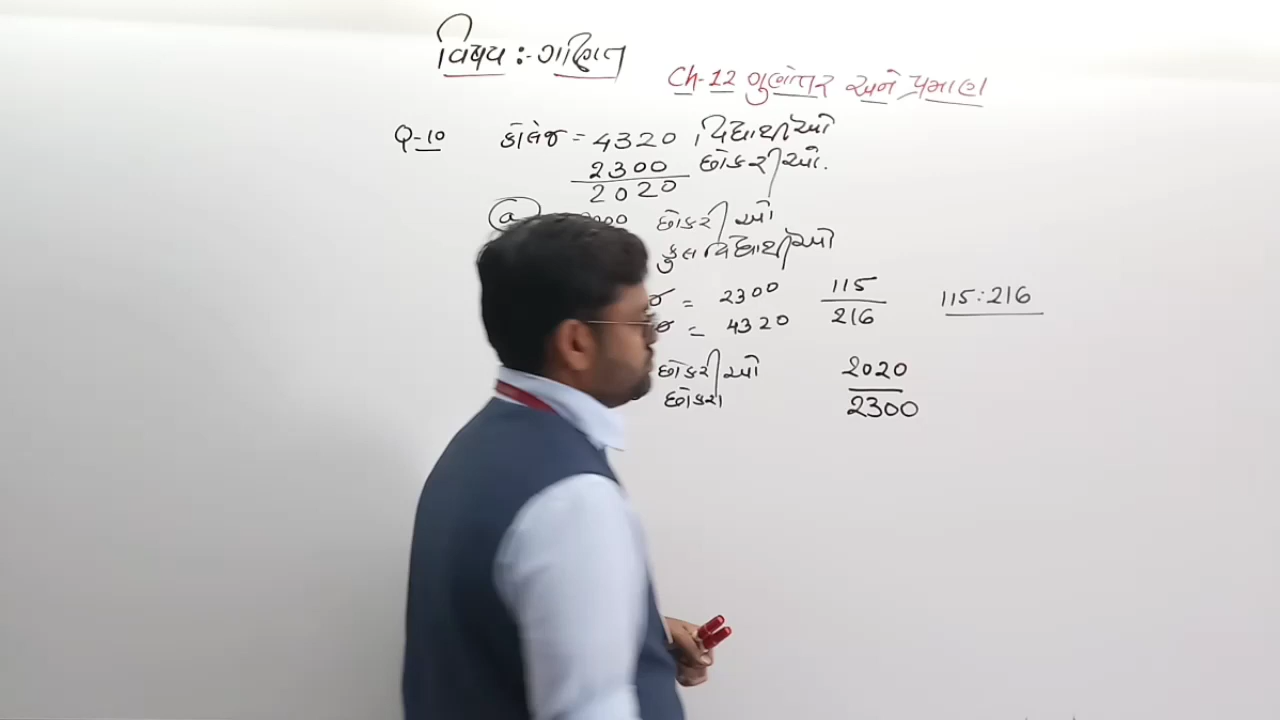 વિષય :- ગણિત
Ch-12 ગુણોત્તર અને પ્રમાણ
Q-10 કોલેજ = 4320 વિદ્યાર્થીઓ
2300 છોકરીઓ.
2020
(a) છોકરીઓ
કુલ વિદ્યાર્થીઓ
= 2300 115 115:216
= 4320 216
છોકરીઓ 2020
છોકરા 2300